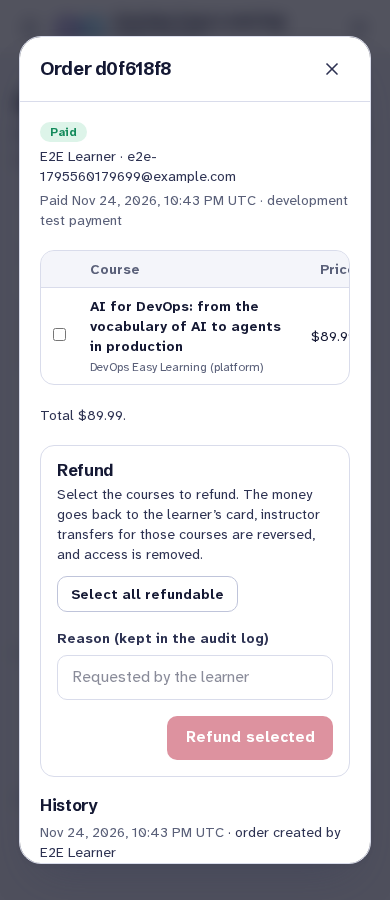 Order d0f618f8
Paid
E2E Learner · e2e-
1795560179699@example.com
Paid Nov 24, 2026, 10:43 PM UTC · development
test payment
Course
AI for DevOps: from the
vocabulary of AI to agents
in production
$89.9
DevOps Easy Learning (platform)
Total $89.99.
Refund
Select the courses to refund. The money
goes back to the learner’s card, instructor
transfers for those courses are reversed,
and access is removed.
Select all refundable
Reason (kept in the audit log)
Requested by the learner
Refund selected
History
Nov 24, 2026, 10:43 PM UTC · order created by
E2E Learner